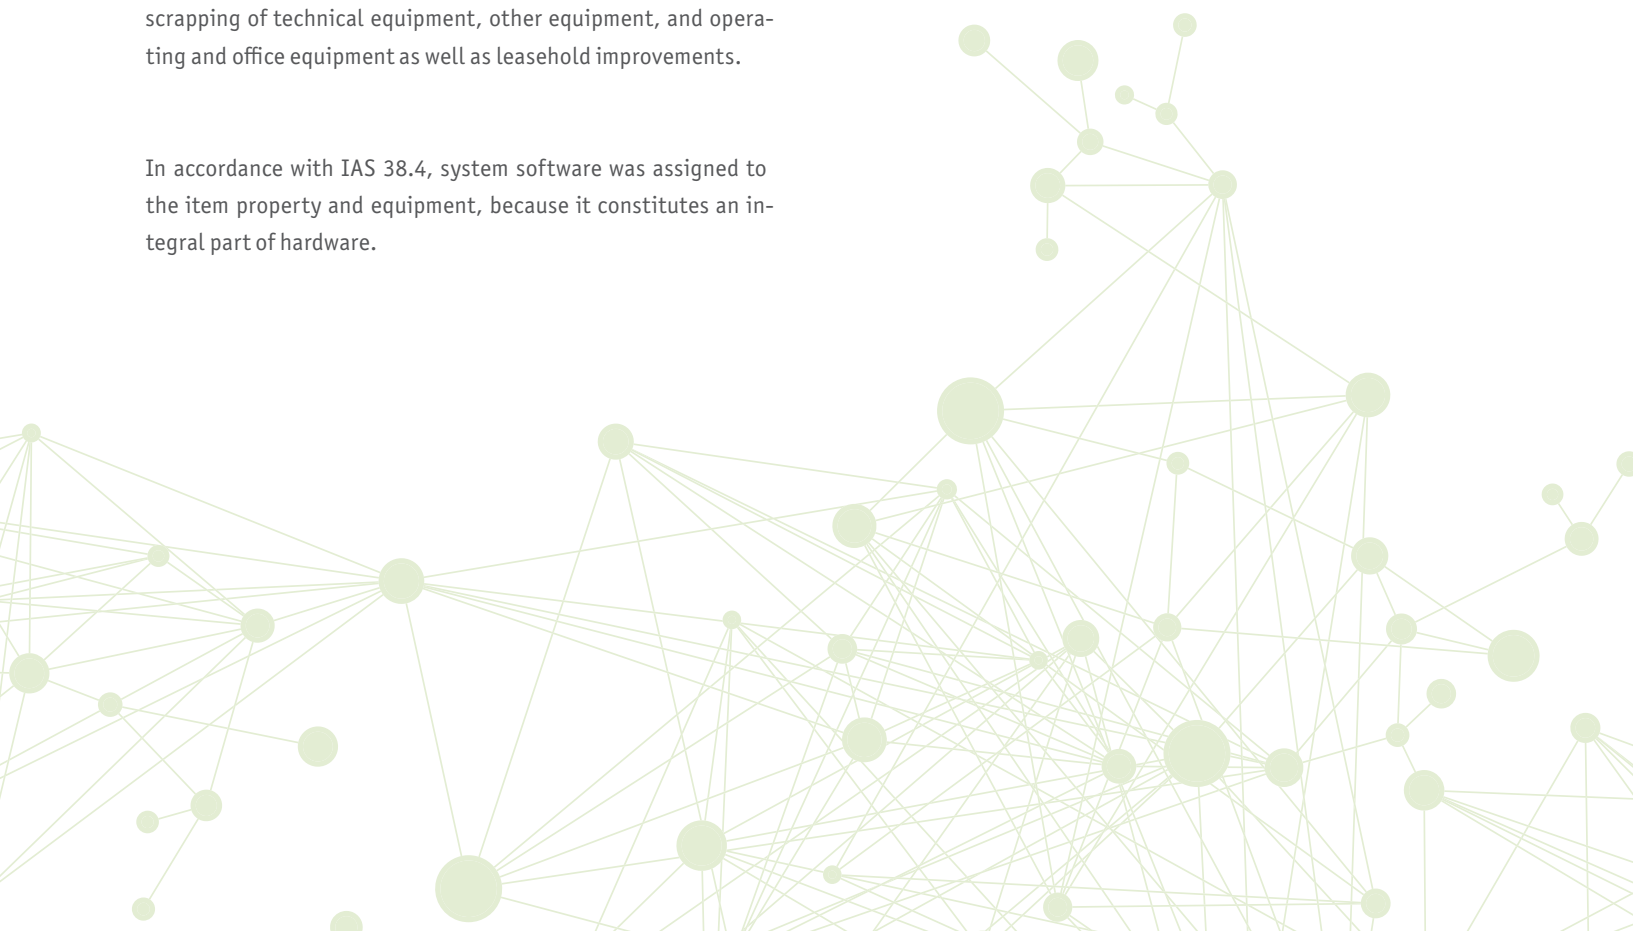 scrapping of technical equipment, other equipment, and opera-
ting and office equipment as well as leasehold improvements.
In accordance with IAS 38.4, system software was assigned to
the item property and equipment, because it constitutes an in-
tegral part of hardware.